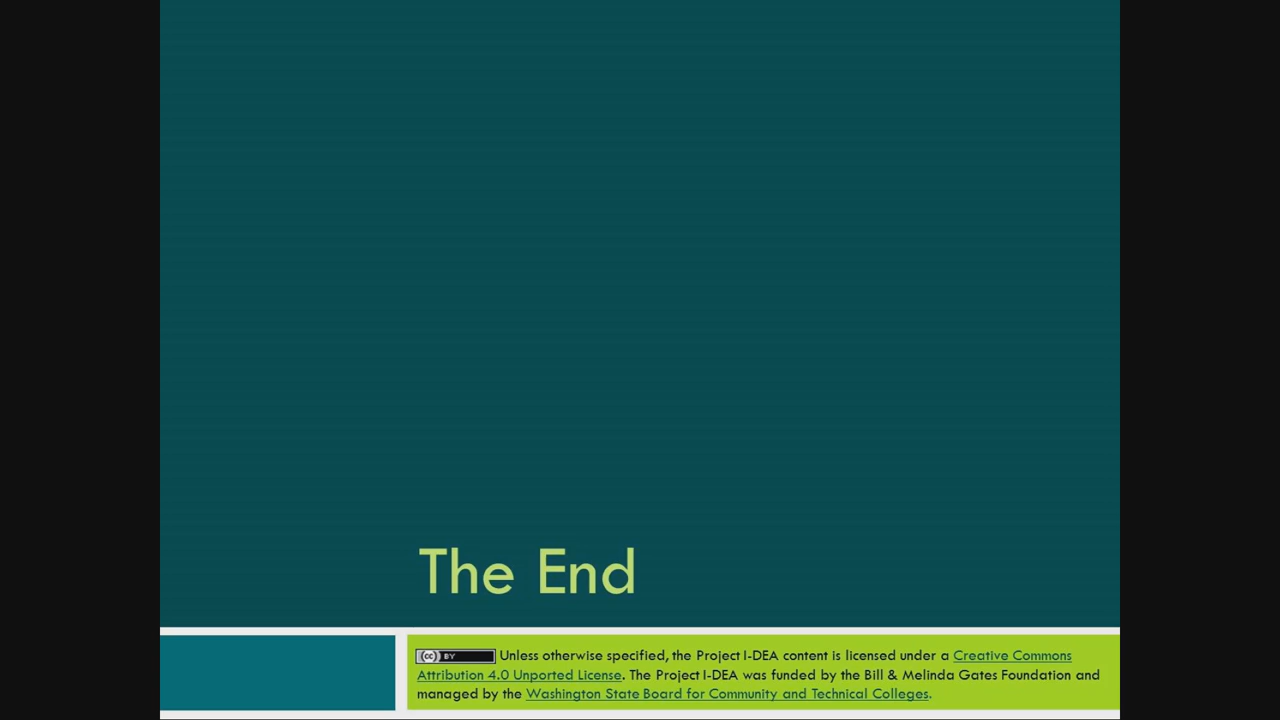 The End
(cc) BY Unless otherwise specified, the Project I-DEA content is licensed under a Creative Commons
Attribution 4.0 Unported License. The Project I-DEA was funded by the Bill & Melinda Gates Foundation and
managed by the Washington State Board for Community and Technical Colleges.